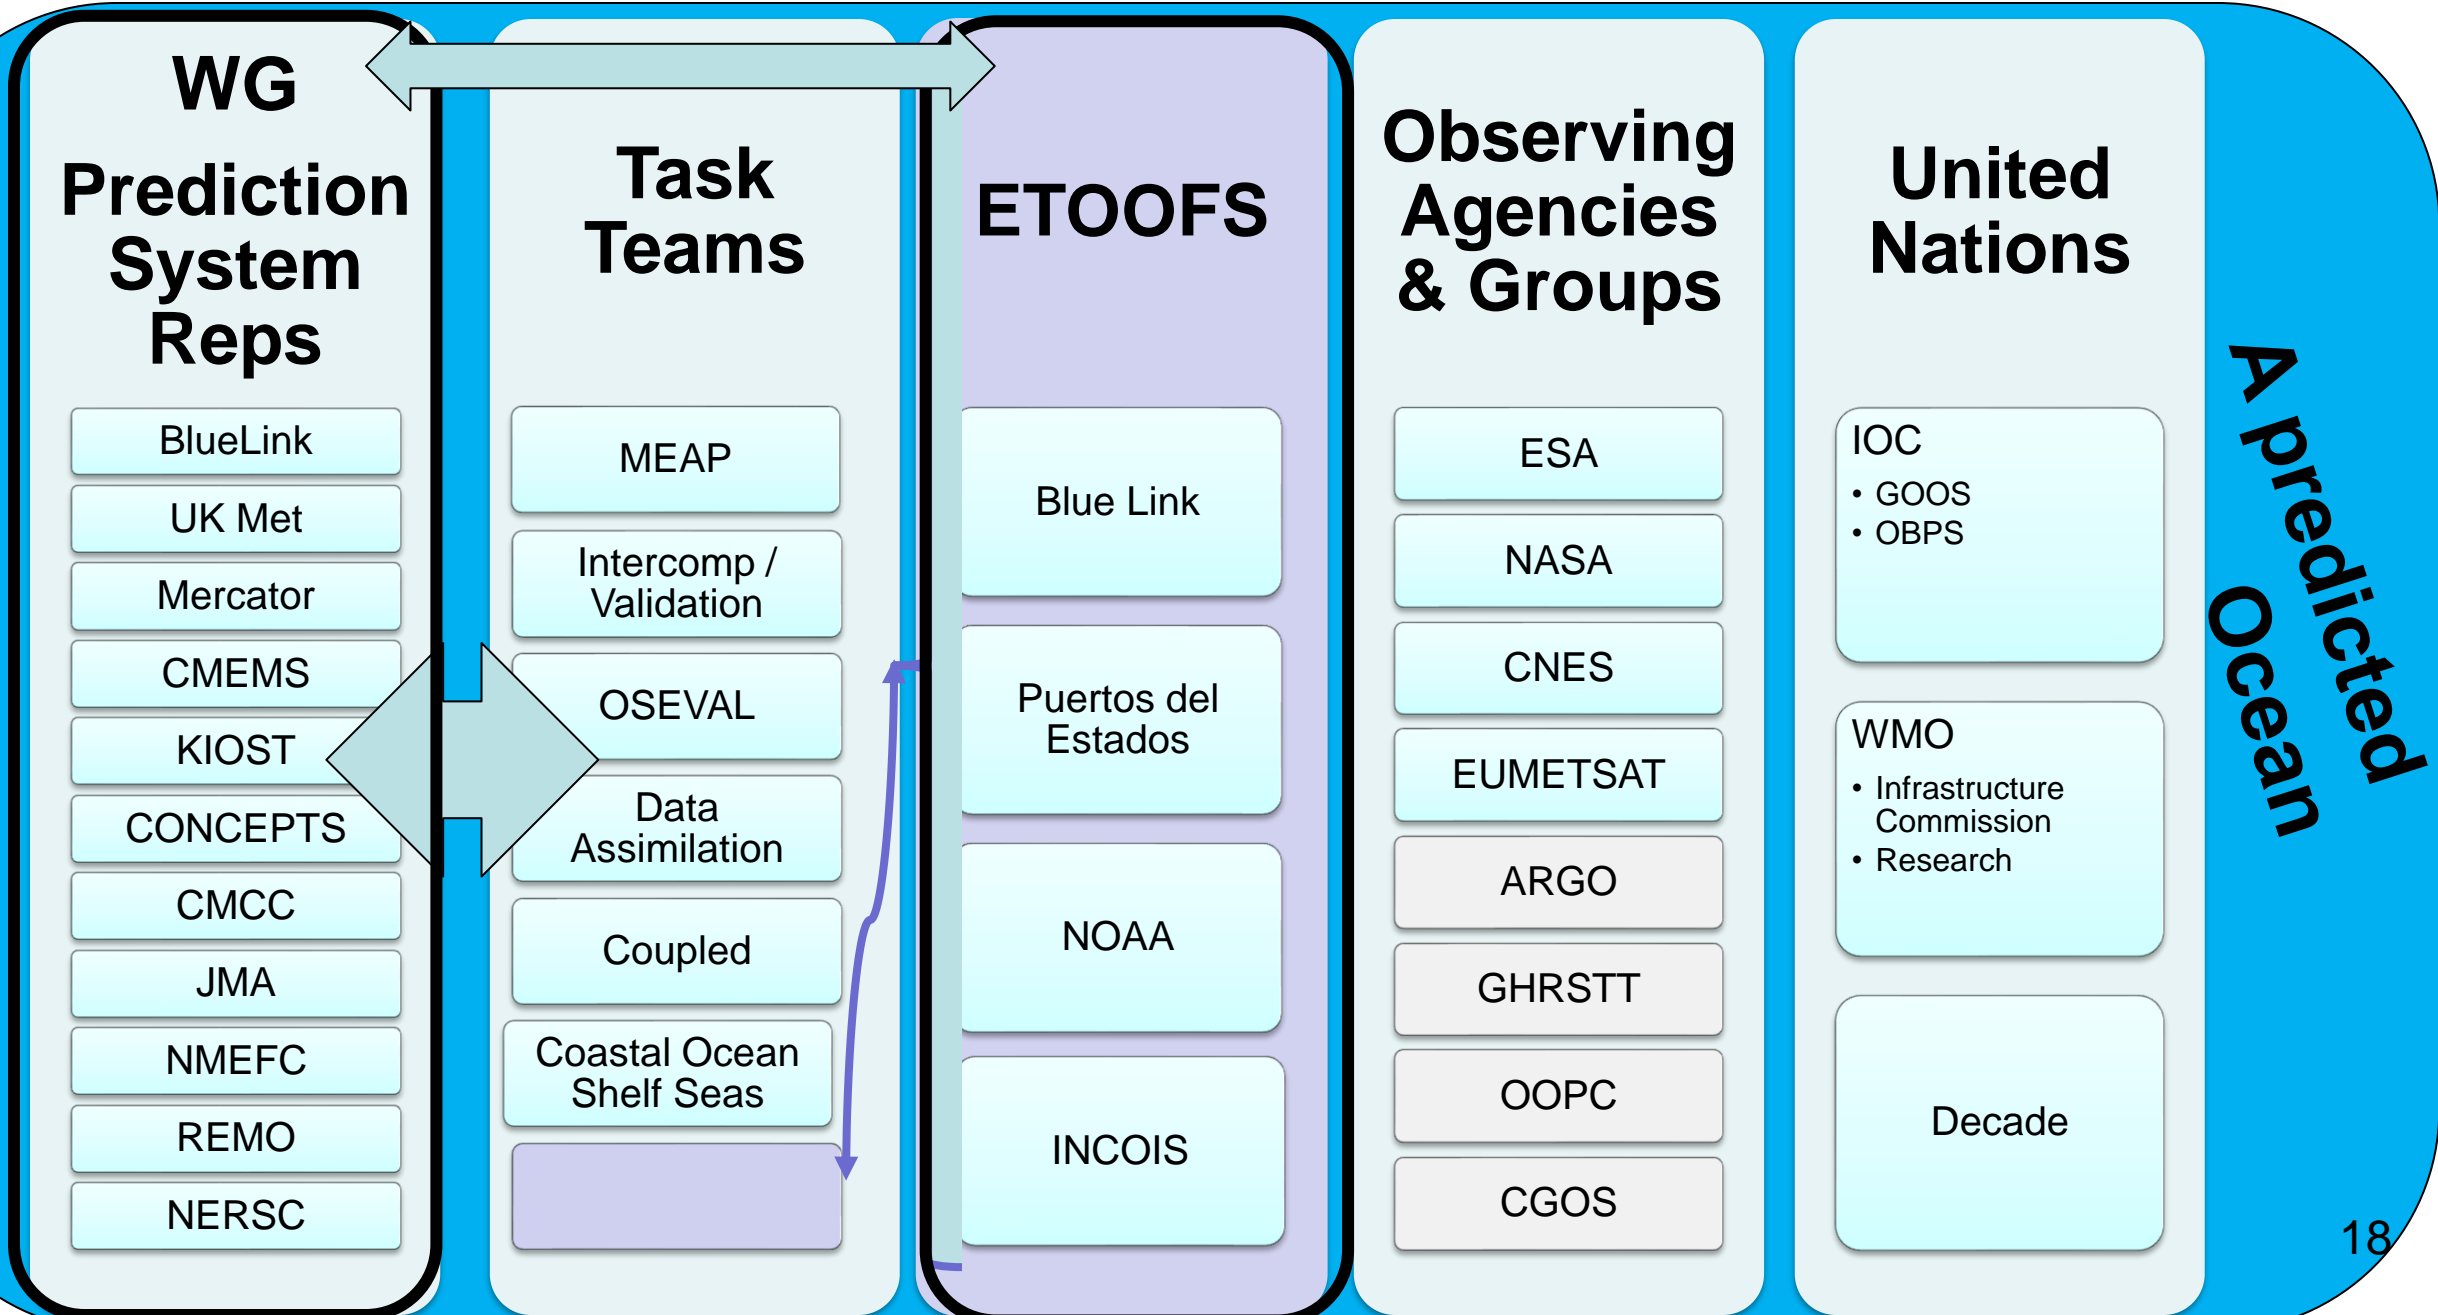 WG
Prediction
System
Reps
BlueLink
UK Met
Mercator
CMEMS
KIOST
CONCEPTS
CMCC
JMA
NMEFC
REMO
NERSC
Task
Teams
MEAP
Intercomp /
Validation
OSEVAL
Data
Assimilation
Coupled
Coastal Ocean
Shelf Seas
ETOOFS
Blue Link
Puertos del
Estados
NOAA
INCOIS
Observing
Agencies
& Groups
ESA
NASA
CNES
EUMETSAT
ARGO
GHRSTT
OOPC
CGOS
United
Nations
IOC
• GOOS
• OBPS
WMO
• Infrastructure
Commission
• Research
Decade
A predicted
Ocean
18